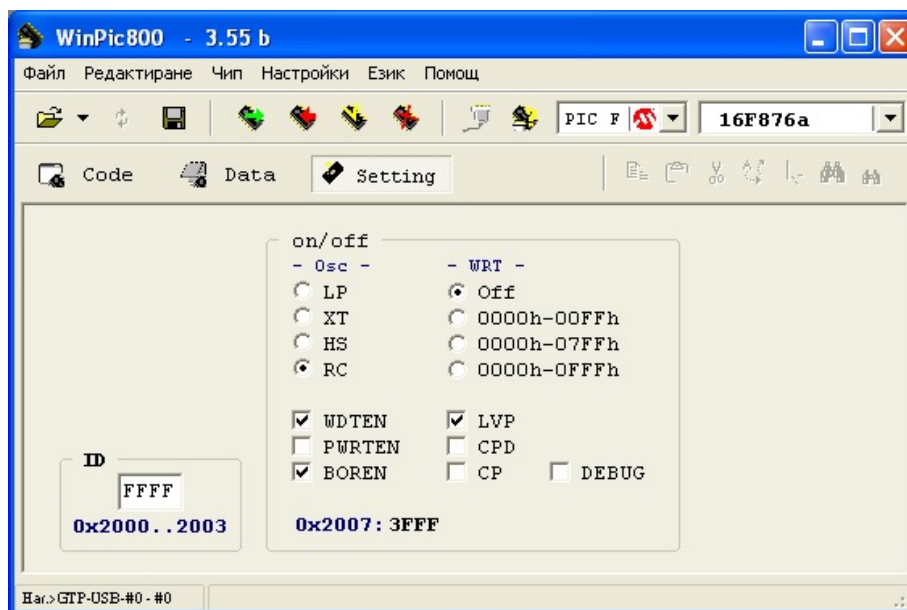 WinPic800 - 3.55 b
Файл Редактиране Чип Настройки Език Помощ
PIC F 16F876a
Code Data Setting
on/off
- Osc - - WRT -
LP Off
XT 0000h-00FFh
HS 0000h-07FFh
RC 0000h-0FFFh
WDTEN LVP
PWRTEN CPD
BOREN CP DEBUG
ID
FFFF
0x2000..2003
0x2007: 3FFF
Наг.>GTP-USB-#0 - #0